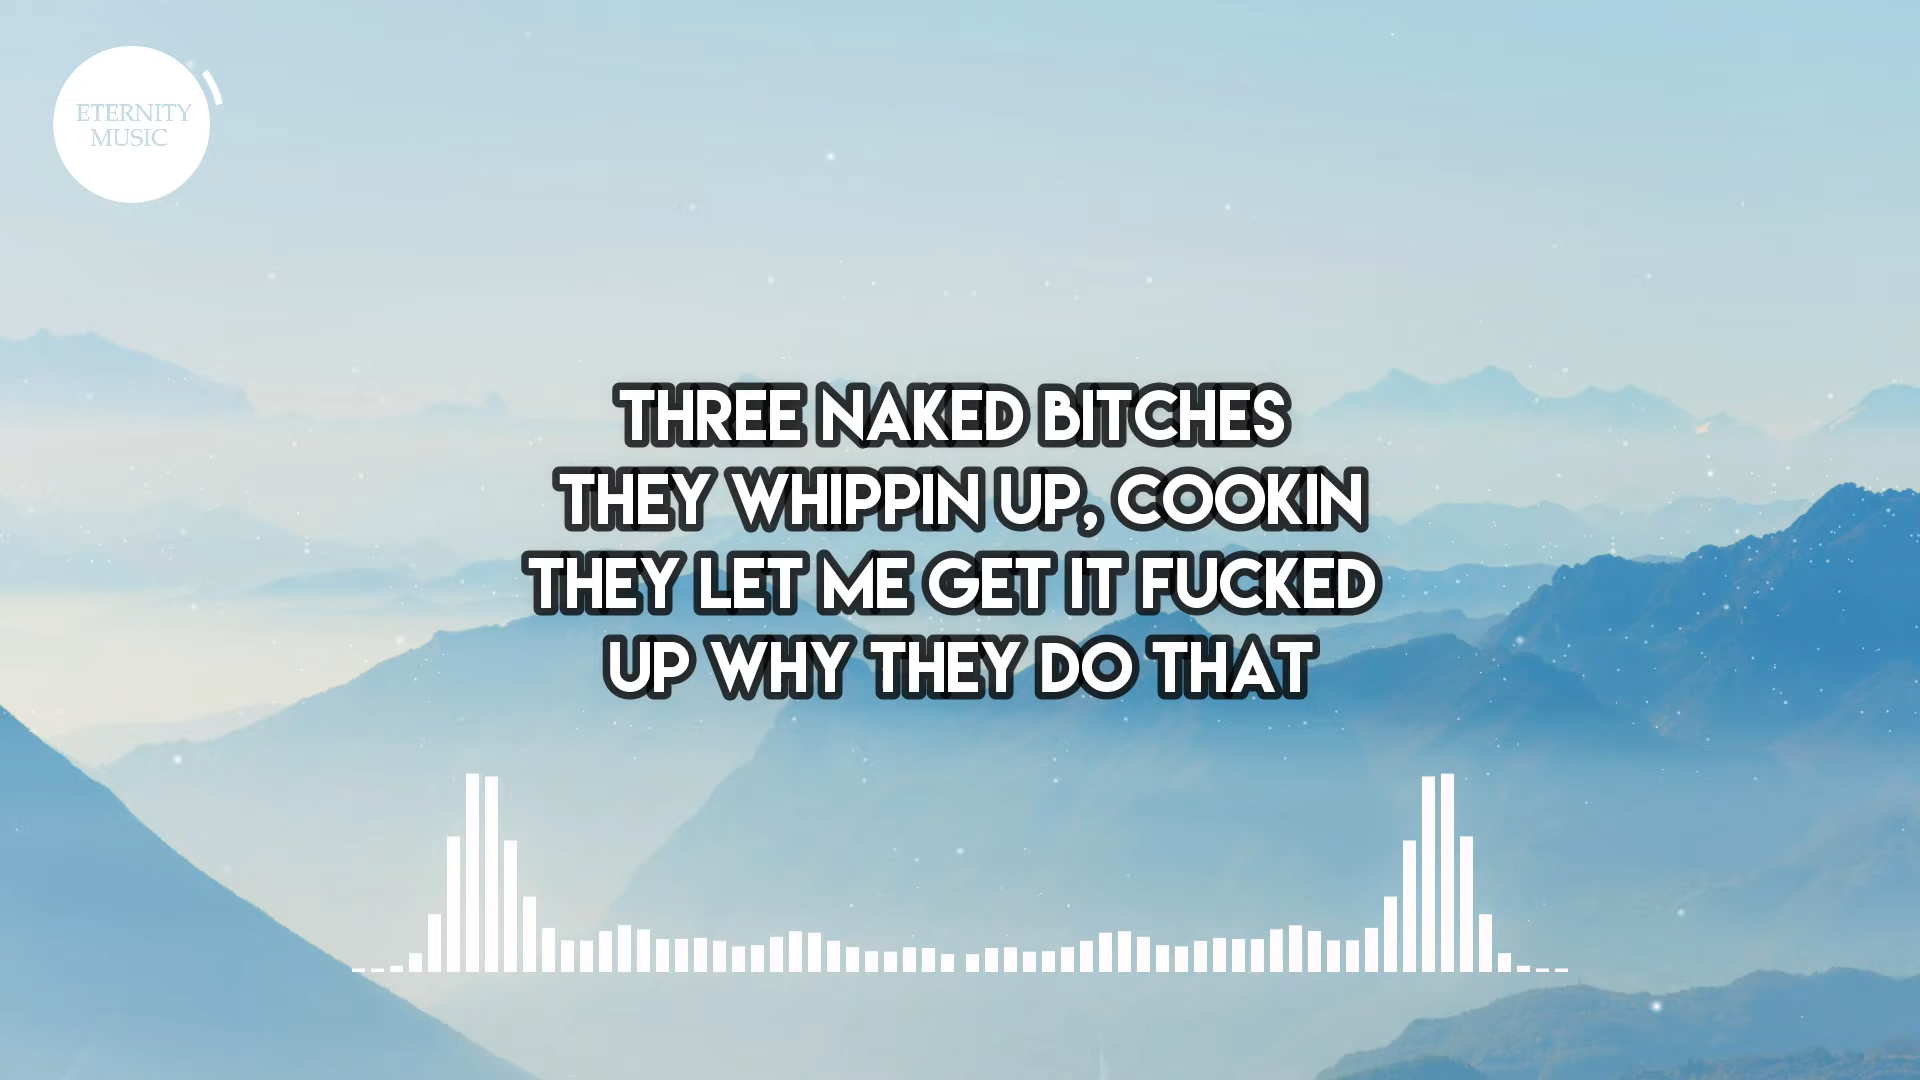 ETERNITY
MUSIC
THREE NAKED BITCHES
THEY WHIPPIN UP, COOKIN
THEY LET ME GET IT FUCKED
UP WHY THEY DO THAT